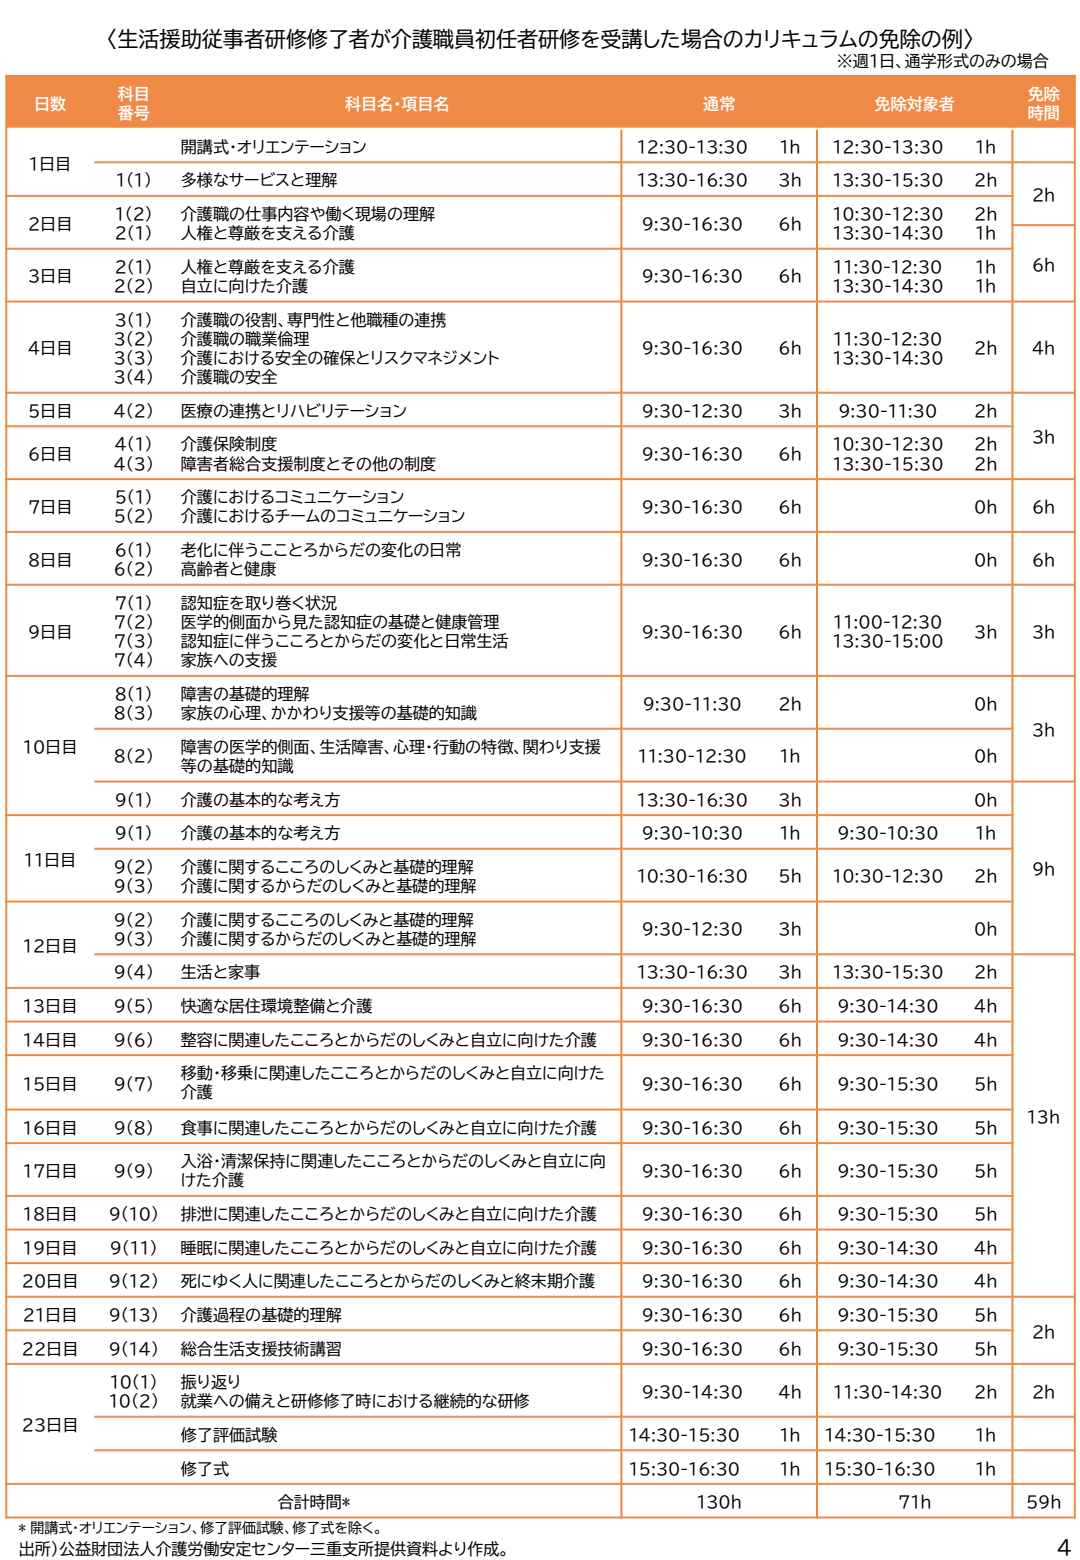 〈生活援助従事者研修修了者が介護職員初任者研修を受講した場合のカリキュラムの免除の例〉
※週1日、通学形式のみの場合
日数 科目番号 科目名・項目名 通常 免除対象者 免除時間
1日目 開講式・オリエンテーション 12:30-13:30 1h 12:30-13:30 1h
1(1) 多様なサービスと理解 13:30-16:30 3h 13:30-15:30 2h
2h
2日目
1(2) 介護職の仕事内容や働く現場の理解 9:30-16:30 6h 10:30-12:30 2h
2(1) 人権と尊厳を支える介護 13:30-14:30 1h
3日目
2(1) 人権と尊厳を支える介護 9:30-16:30 6h 11:30-12:30 1h
2(2) 自立に向けた介護 13:30-14:30 1h
6h
4日目
3(1) 介護職の役割、専門性と他職種の連携
3(2) 介護職の職業倫理 9:30-16:30 6h 11:30-12:30
3(3) 介護における安全の確保とリスクマネジメント 13:30-14:30 2h 4h
3(4) 介護職の安全
5日目 4(2) 医療の連携とリハビリテーション 9:30-12:30 3h 9:30-11:30 2h
3h
6日目
4(1) 介護保険制度 9:30-16:30 6h 10:30-12:30 2h
4(3) 障害者総合支援制度とその他の制度 13:30-15:30 2h
7日目
5(1) 介護におけるコミュニケーション 9:30-16:30 6h 0h 6h
5(2) 介護におけるチームのコミュニケーション
8日目
6(1) 老化に伴うこことろからだの変化の日常 9:30-16:30 6h 0h 6h
6(2) 高齢者と健康
9日目
7(1) 認知症を取り巻く状況
7(2) 医学的側面から見た認知症の基礎と健康管理 9:30-16:30 6h 11:00-12:30
7(3) 認知症に伴うこころとからだの変化と日常生活 13:30-15:00 3h 3h
7(4) 家族への支援
10日目
8(1) 障害の基礎的理解 9:30-11:30 2h 0h
8(3) 家族の心理、かかわり支援等の基礎的知識
3h
8(2) 障害の医学的側面、生活障害、心理・行動の特徴、関わり支援 11:30-12:30 1h 0h
等の基礎的知識
9(1) 介護の基本的な考え方 13:30-16:30 3h 0h
11日目
9(1) 介護の基本的な考え方 9:30-10:30 1h 9:30-10:30 1h
9(2) 介護に関するこころのしくみと基礎的理解 10:30-16:30 5h 10:30-12:30 2h
9(3) 介護に関するからだのしくみと基礎的理解
9h
12日目
9(2) 介護に関するこころのしくみと基礎的理解 9:30-12:30 3h 0h
9(3) 介護に関するからだのしくみと基礎的理解
9(4) 生活と家事 13:30-16:30 3h 13:30-15:30 2h
13日目 9(5) 快適な居住環境整備と介護 9:30-16:30 6h 9:30-14:30 4h
14日目 9(6) 整容に関連したこころとからだのしくみと自立に向けた介護 9:30-16:30 6h 9:30-14:30 4h
15日目 9(7) 移動・移乗に関連したこころとからだのしくみと自立に向けた 9:30-16:30 6h 9:30-15:30 5h
介護
13h
16日目 9(8) 食事に関連したこころとからだのしくみと自立に向けた介護 9:30-16:30 6h 9:30-15:30 5h
17日目 9(9) 入浴・清潔保持に関連したこころとからだのしくみと自立に向 9:30-16:30 6h 9:30-15:30 5h
けた介護
18日目 9(10) 排泄に関連したこころとからだのしくみと自立に向けた介護 9:30-16:30 6h 9:30-15:30 5h
19日目 9(11) 睡眠に関連したこころとからだのしくみと自立に向けた介護 9:30-16:30 6h 9:30-14:30 4h
20日目 9(12) 死にゆく人に関連したこころとからだのしくみと終末期介護 9:30-16:30 6h 9:30-14:30 4h
21日目 9(13) 介護過程の基礎的理解 9:30-16:30 6h 9:30-15:30 5h
2h
22日目 9(14) 総合生活支援技術講習 9:30-16:30 6h 9:30-15:30 5h
23日目
10(1) 振り返り 9:30-14:30 4h 11:30-14:30 2h 2h
10(2) 就業への備えと研修修了時における継続的な研修
修了評価試験 14:30-15:30 1h 14:30-15:30 1h
修了式 15:30-16:30 1h 15:30-16:30 1h
合計時間* 130h 71h 59h
* 開講式・オリエンテーション、修了評価試験、修了式を除く。
出所)公益財団法人介護労働安定センター三重支所提供資料より作成。
4